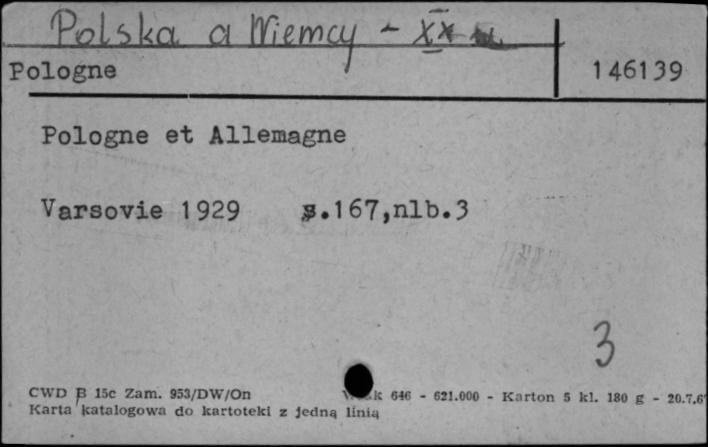 Polska a Niemcy - XX w.
Pologne
146139
Pologne et Allemagne
Varsovie 1929 s.167,nlb.3
3
CWD B 15c Zam. 953/DW/On 646 - 621.000 - Karton 5 kl. 180 g - 20.7.6
Karta katalogowa do kartoteki z jedną linią